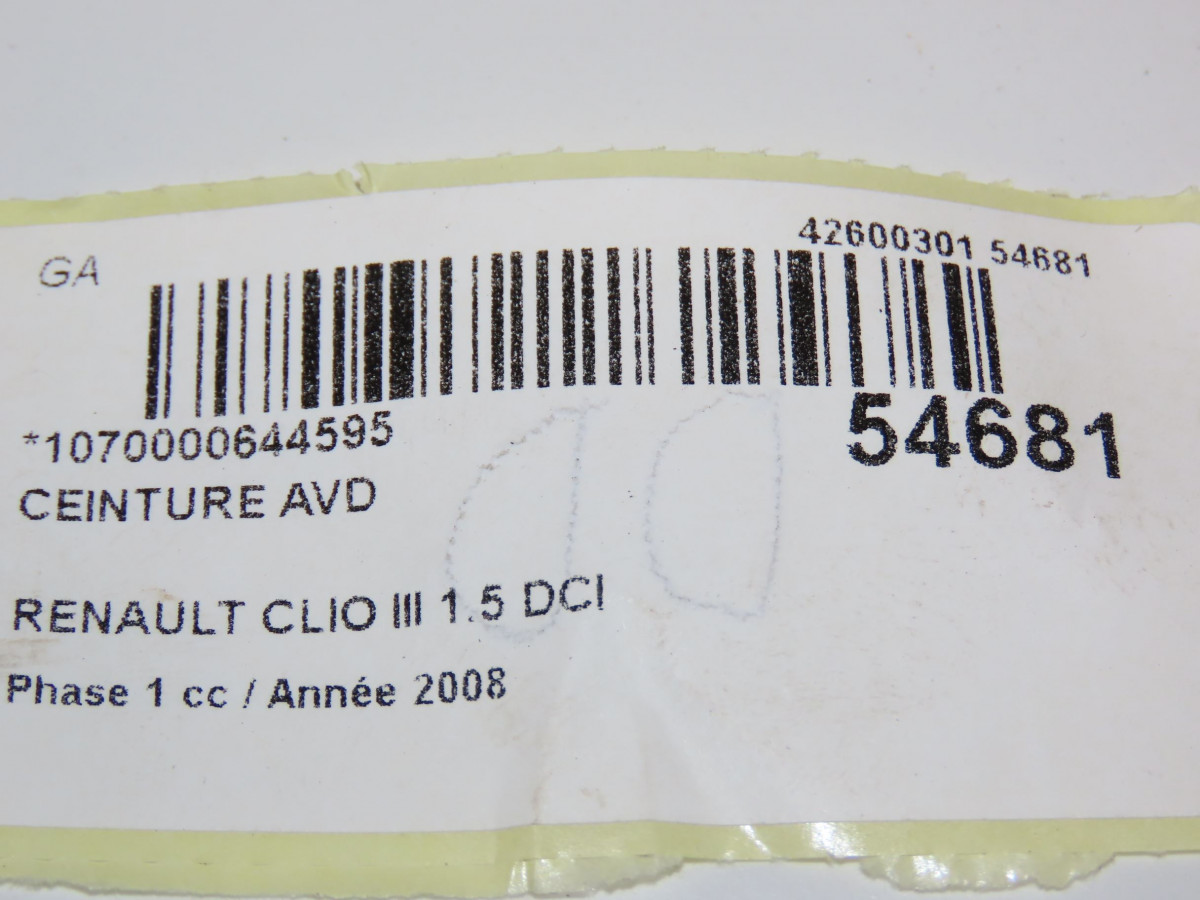 GA
42600301 54681
*1070000644595
54681
CEINTURE AVD
RENAULT CLIO III 1.5 DCI
Phase 1 cc / Année 2008